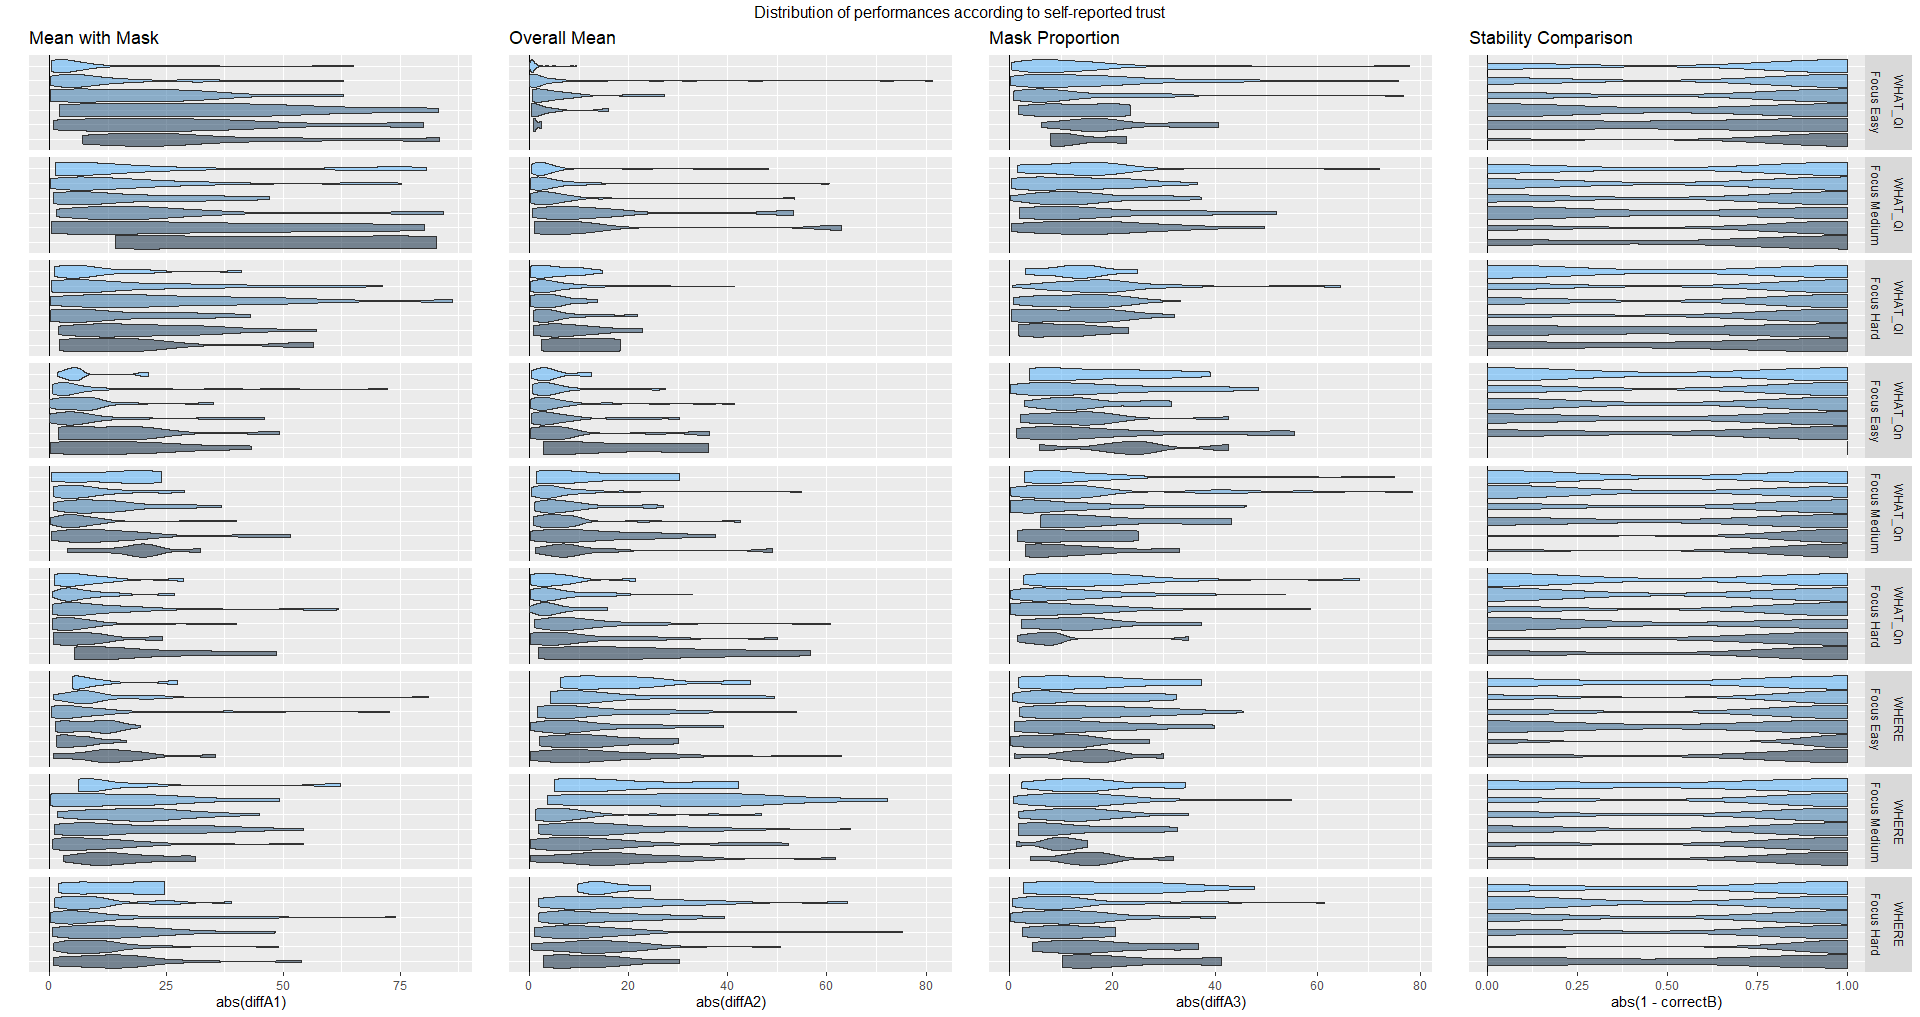 Distribution of performances according to self-reported trust
Mean with Mask
Overall Mean
Mask Proportion
Stability Comparison
WHAT_Ql
Focus Easy
WHAT_Ql
Focus Medium
WHAT_Ql
Focus Hard
WHAT_Qn
Focus Easy
WHAT_Qn
Focus Medium
WHAT_Qn
Focus Hard
WHERE
Focus Easy
WHERE
Focus Medium
WHERE
Focus Hard
0 25 50 75
0 20 40 60 80
0 20 40 60 80
0.00 0.25 0.50 0.75 1.00
abs(diffA1)
abs(diffA2)
abs(diffA3)
abs(1 - correctB)